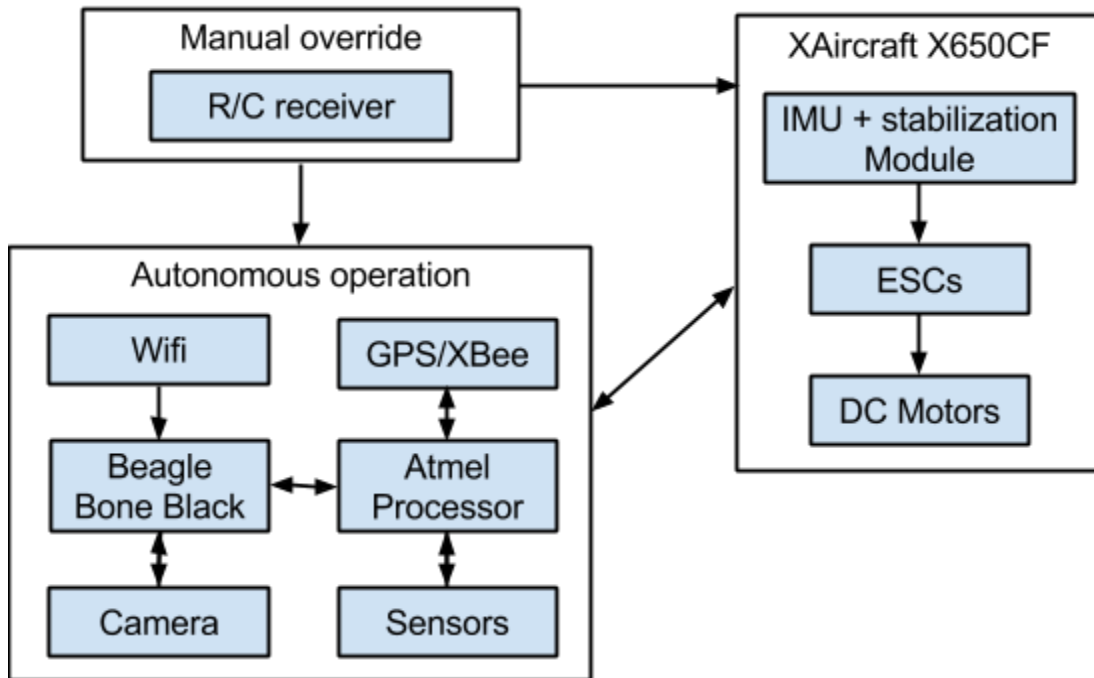 Manual override
R/C receiver
XAircraft X650CF
IMU + stabilization
Module
ESCs
DC Motors
Autonomous operation
Wifi
GPS/XBee
Beagle
Bone Black
Atmel
Processor
Camera
Sensors